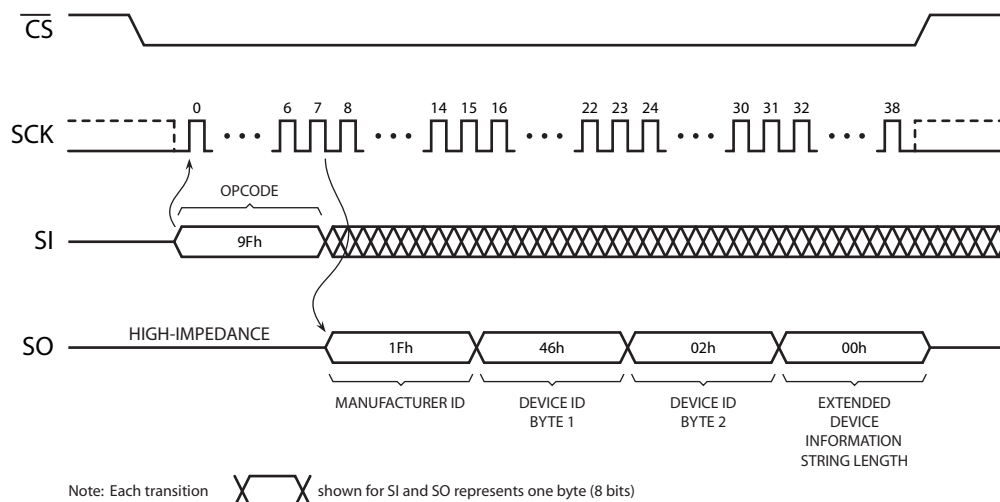 CS
0 6 7 8 14 15 16 22 23 24 30 31 32 38
SCK
OPCODE
SI
9Fh
HIGH-IMPEDANCE
SO
1Fh 46h 02h 00h
MANUFACTURER ID
DEVICE ID
BYTE 1
DEVICE ID
BYTE 2
EXTENDED
DEVICE
INFORMATION
STRING LENGTH
Note: Each transition shown for SI and SO represents one byte (8 bits)